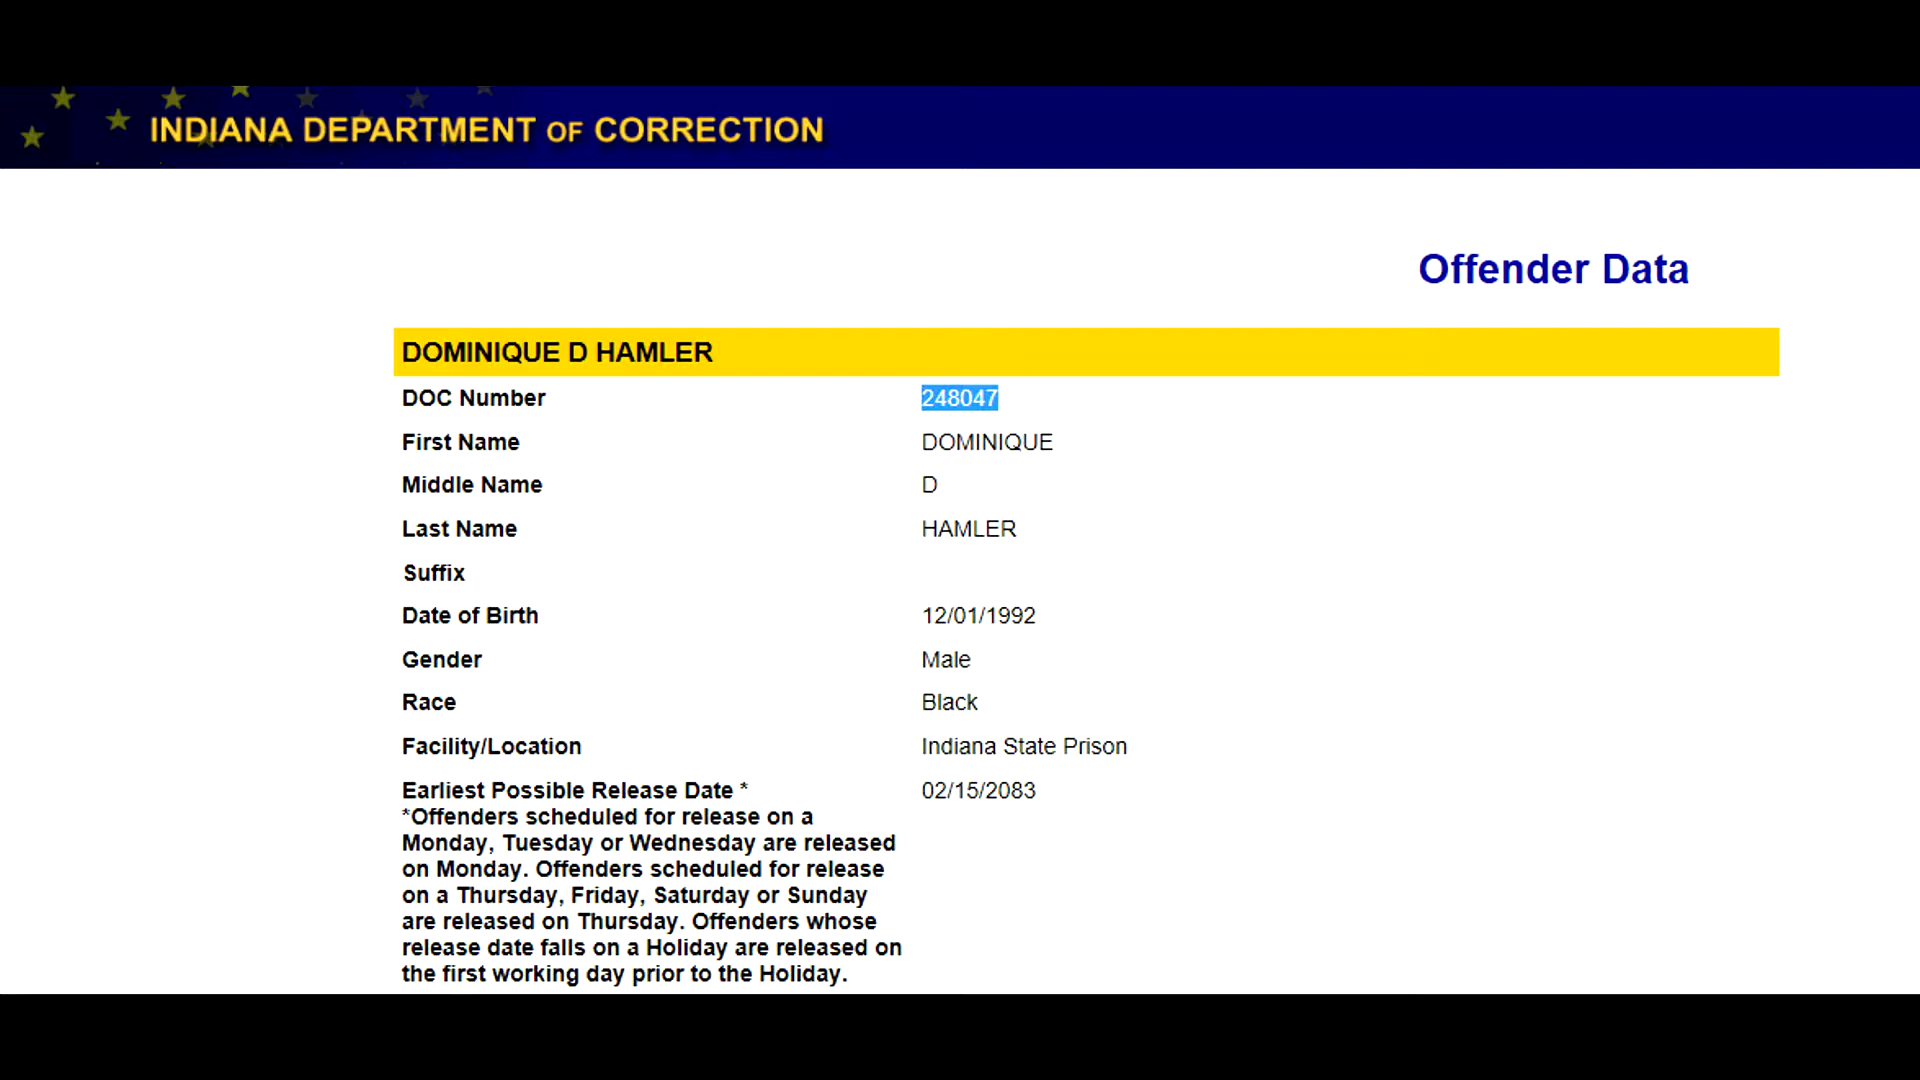 INDIANA DEPARTMENT OF CORRECTION
Offender Data
DOMINIQUE D HAMLER
DOC Number 248047
First Name DOMINIQUE
Middle Name D
Last Name HAMLER
Suffix
Date of Birth 12/01/1992
Gender Male
Race Black
Facility/Location Indiana State Prison
Earliest Possible Release Date * 02/15/2083
*Offenders scheduled for release on a
Monday, Tuesday or Wednesday are released
on Monday. Offenders scheduled for release
on a Thursday, Friday, Saturday or Sunday
are released on Thursday. Offenders whose
release date falls on a Holiday are released on
the first working day prior to the Holiday.